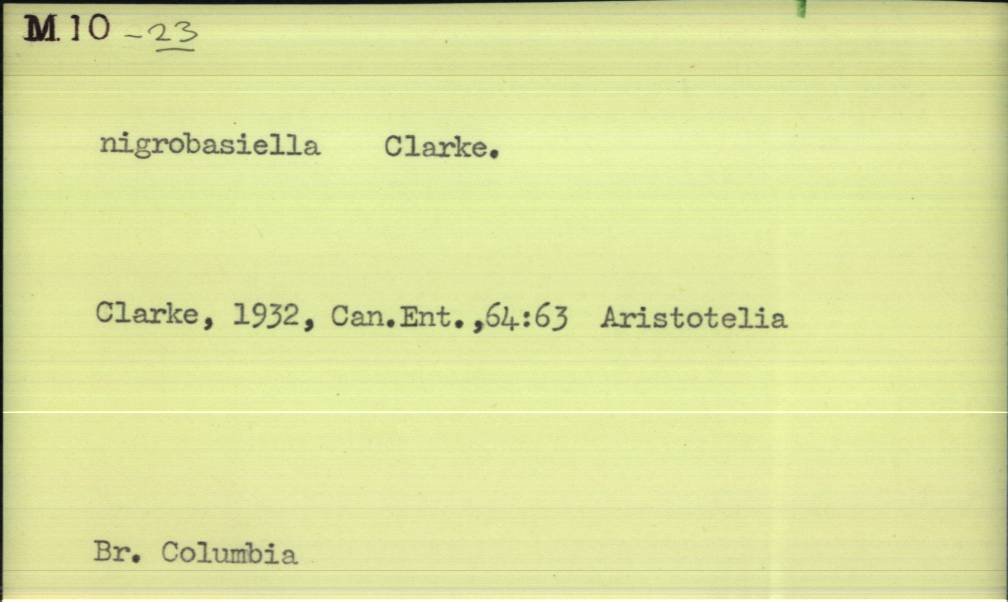 M.10 - 23
nigrobasiella Clarke.
Clarke, 1932, Can.Ent.,64:63 Aristotelia
Br. Columbia